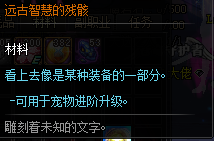 远古智慧的残骸
材料
看上去像是某种装备的一部分。
-可用于宠物进阶升级。
雕刻着未知的文字。